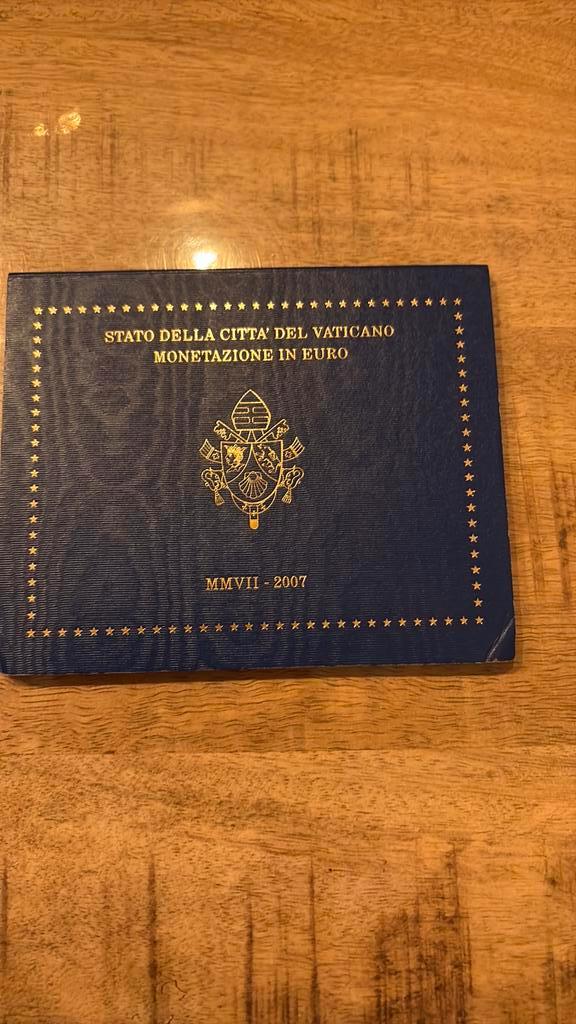 STATO DELLA CITTA' DEL VATICANO
MONETAZIONE IN EURO
MMVII - 2007